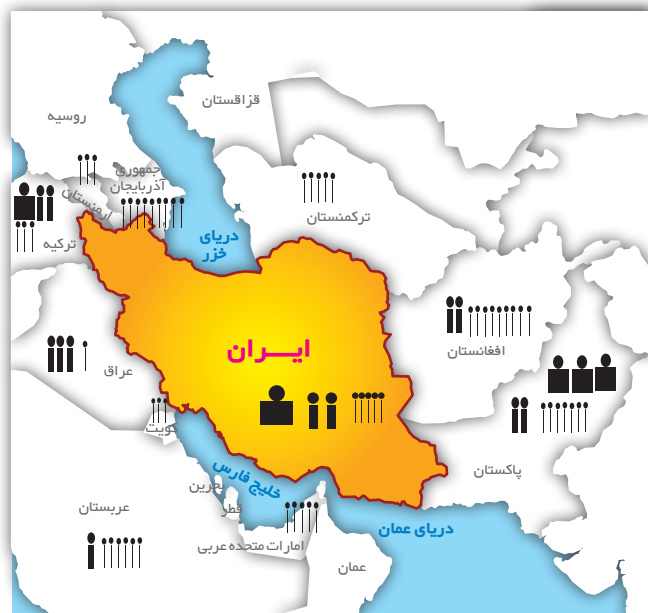 قزاقستان
روسیه
جمهوری
آذربایجان
ارمنستان
ترکمنستان
ترکیه
دریای
خزر
افغانستان
ایـــران
عراق
کویت
پاکستان
خلیج فارس
بحرین
عربستان
قطر
دریای عمان
امارات متحده عربی
عمان